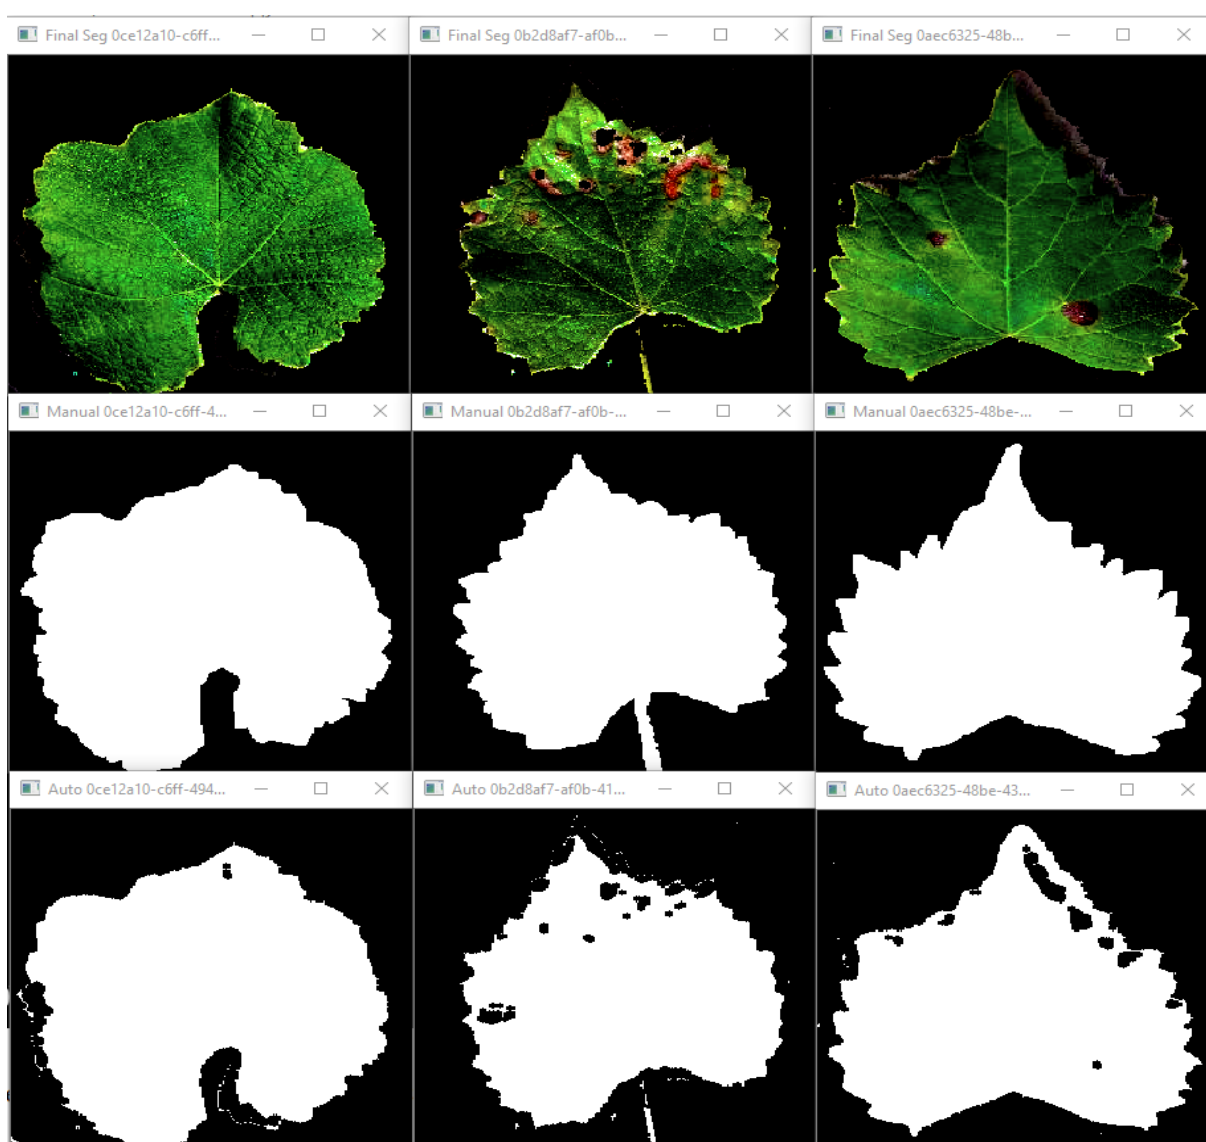 Final Seg 0ce12a10-c6ff...
Final Seg 0b2d8af7-af0b...
Final Seg 0aec6325-48b...
Manual 0ce12a10-c6ff-4...
Manual 0b2d8af7-af0b-...
Manual 0aec6325-48be-...
Auto 0ce12a10-c6ff-494...
Auto 0b2d8af7-af0b-41...
Auto 0aec6325-48be-43...